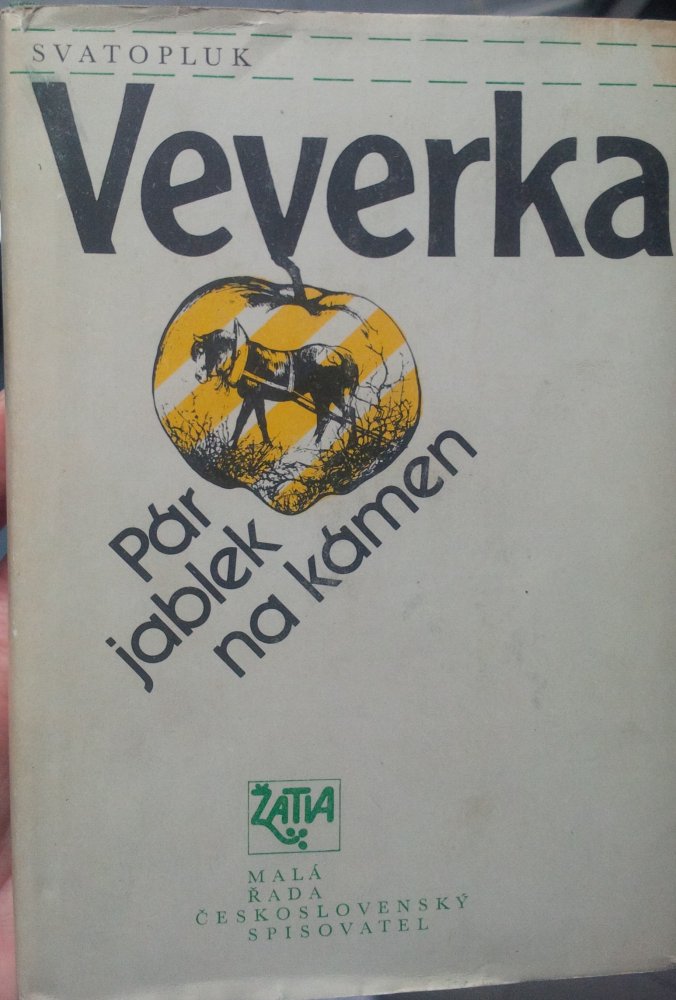 SVATOPLUK
Veverka
Pár
jablek
na kámen
ŽATVA
MALÁ
ŘADA
ČESKOSLOVENSKÝ
SPISOVATEL